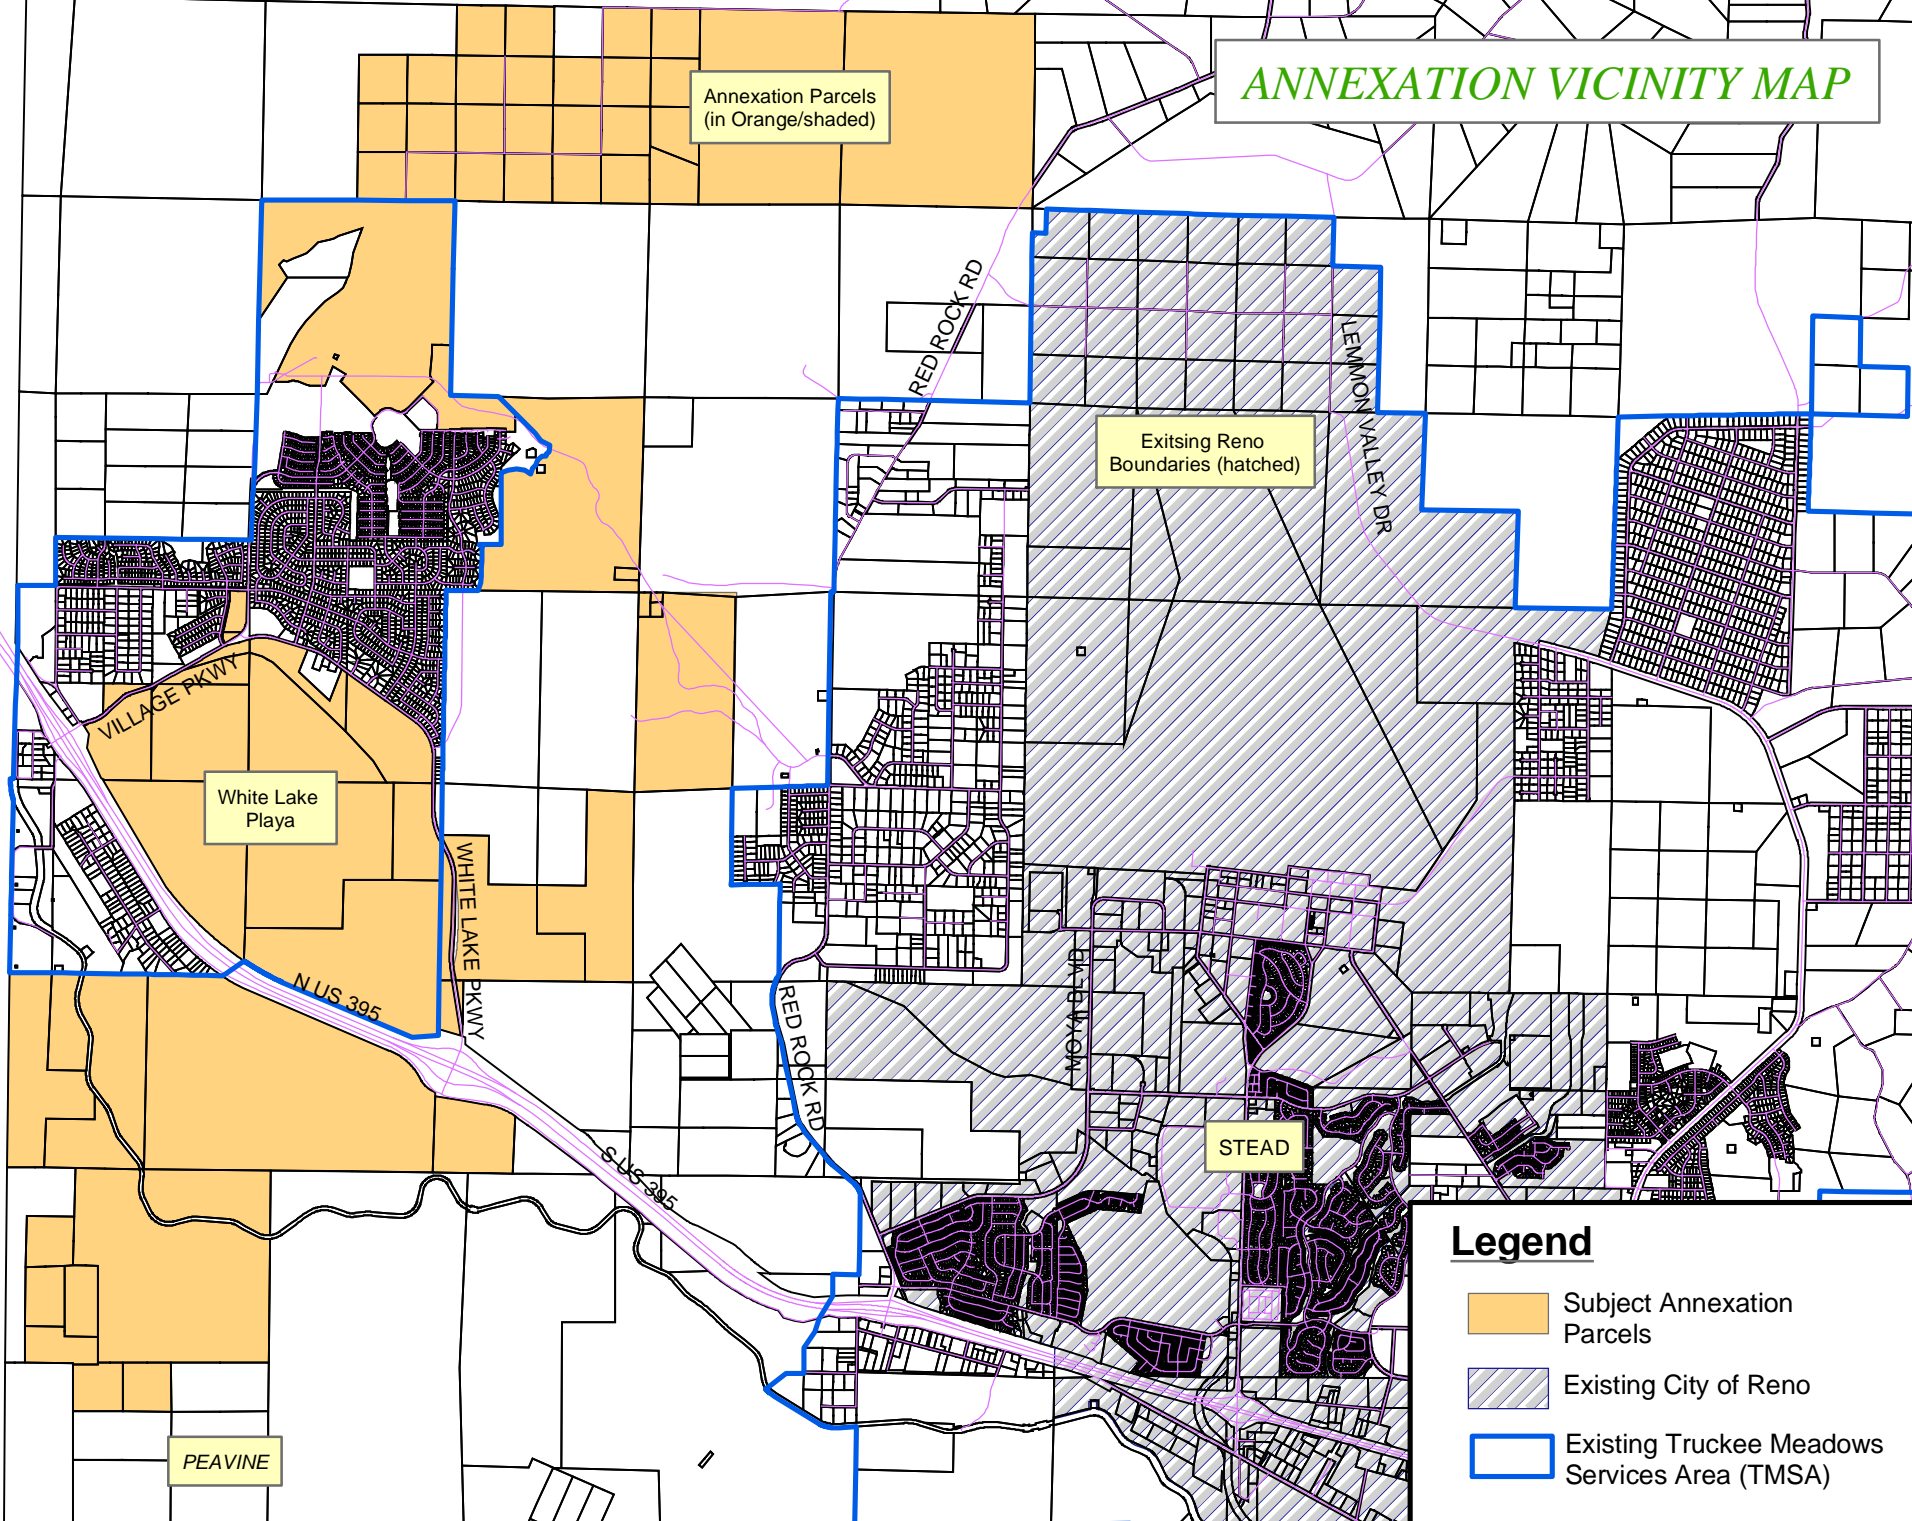 ANNEXATION VICINITY MAP
Annexation Parcels
(in Orange/shaded)
RED ROCK RD
LEMMON VALLEY DR
Exitsing Reno
Boundaries (hatched)
VILLAGE PKWY
White Lake
Playa
WHITE LAKE PKWY
N US 395
RED ROCK RD
MOYA BLVD
STEAD
S US 395
PEAVINE
Legend
Subject Annexation
Parcels
Existing City of Reno
Existing Truckee Meadows
Services Area (TMSA)